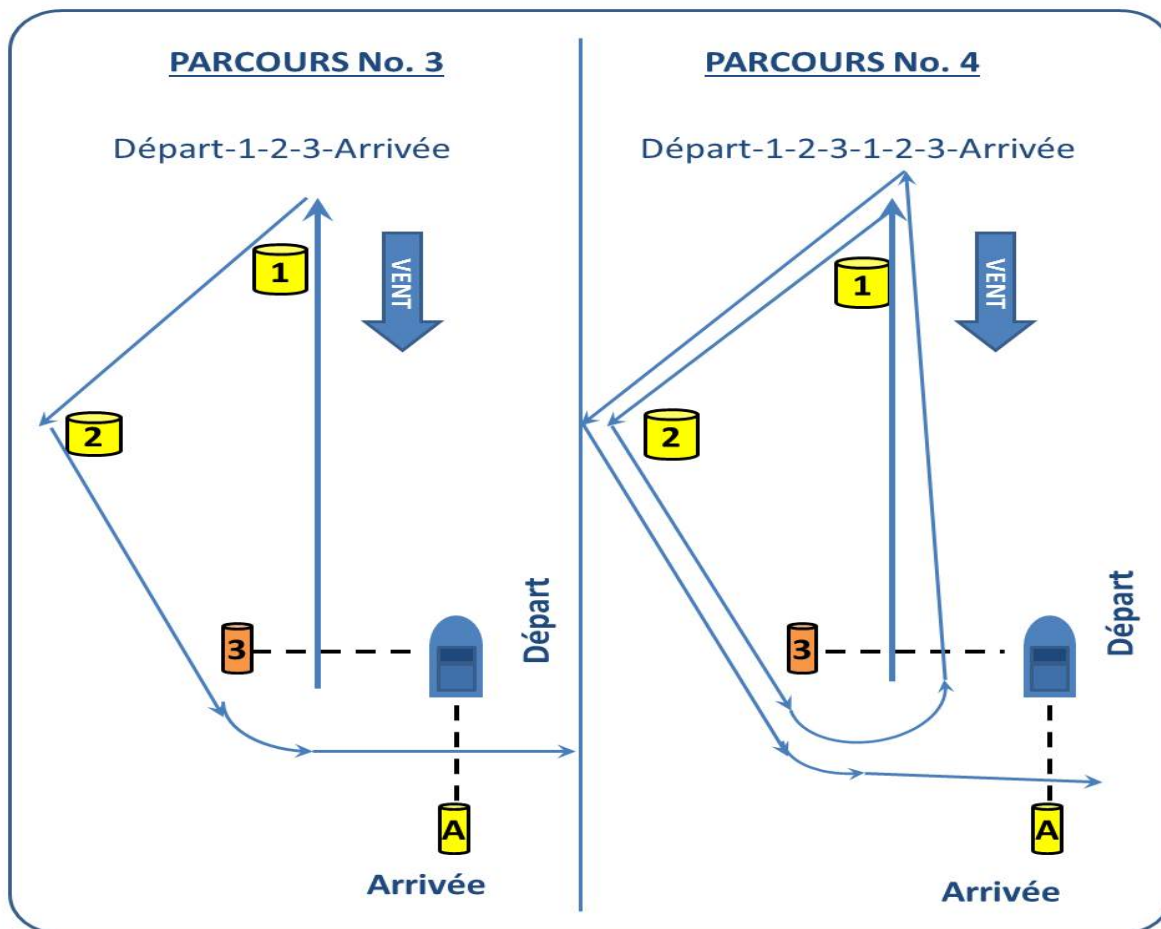 PARCOURS No. 3
Départ-1-2-3-Arrivée
1
VENT
2
3
Départ
A
Arrivée
PARCOURS No. 4
Départ-1-2-3-1-2-3-Arrivée
1
VENT
2
3
Départ
A
Arrivée